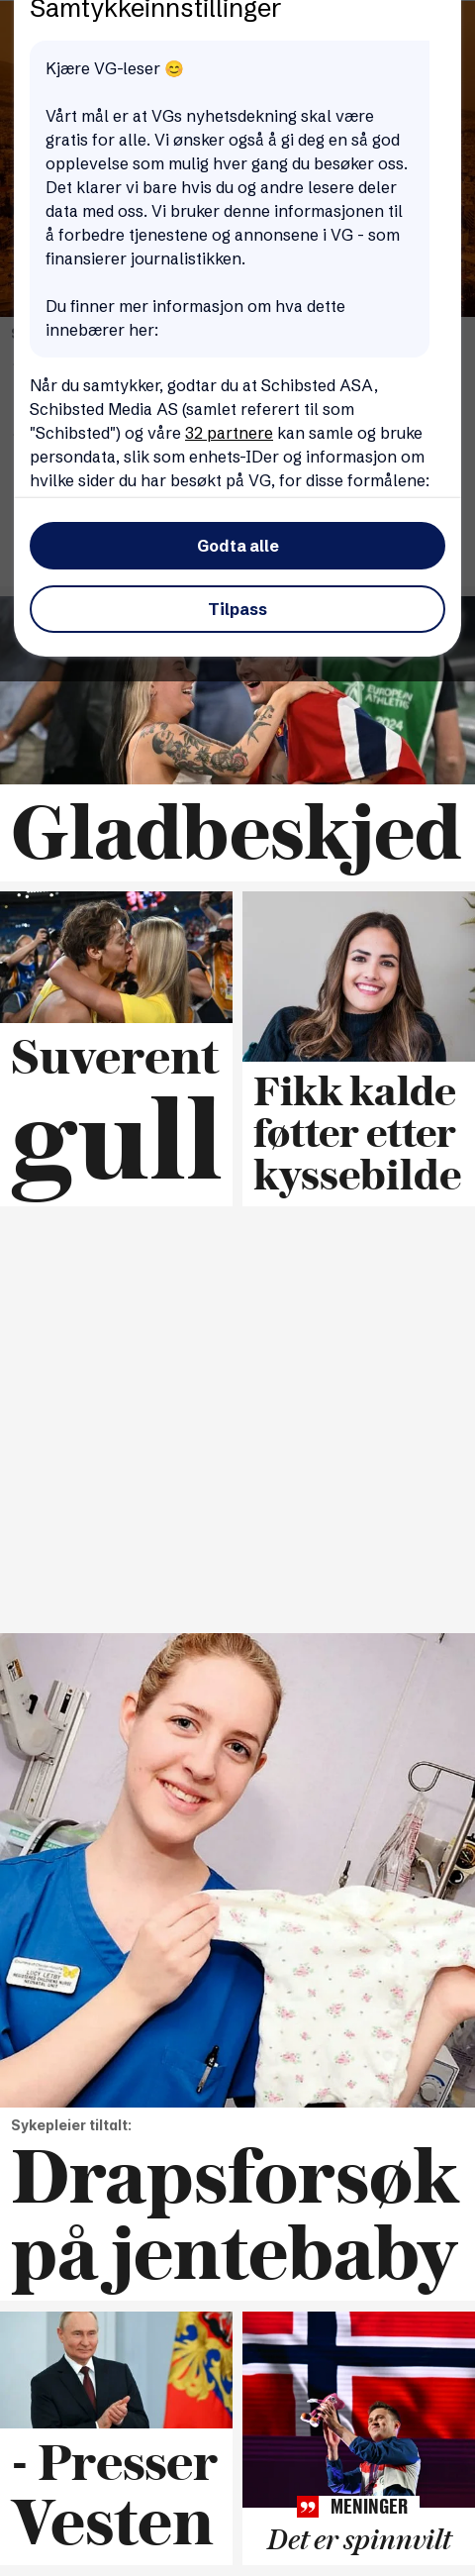 Samtykkeinnstillinger
Kjære VG-leser 😊
Vårt mål er at VGs nyhetsdekning skal være
gratis for alle. Vi ønsker også å gi deg en så god
opplevelse som mulig hver gang du besøker oss.
Det klarer vi bare hvis du og andre lesere deler
data med oss. Vi bruker denne informasjonen til
å forbedre tjenestene og annonsene i VG - som
finansierer journalistikken.
Du finner mer informasjon om hva dette
innebærer her:
Når du samtykker, godtar du at Schibsted ASA,
Schibsted Media AS (samlet referert til som
"Schibsted") og våre 32 partnere kan samle og bruke
persondata, slik som enhets-IDer og informasjon om
hvilke sider du har besøkt på VG, for disse formålene:
Godta alle
Tilpass
EUROPEAN
ATHLETIC
2024
Gladbeskjed
Suverent
gull
Fikk kalde
føtter etter
kyssebilde
LUCY LETBY
Sykepleier tiltalt:
Drapsforsøk
på jentebaby
- Presser
Vesten
MENINGER
Det er spinnvilt